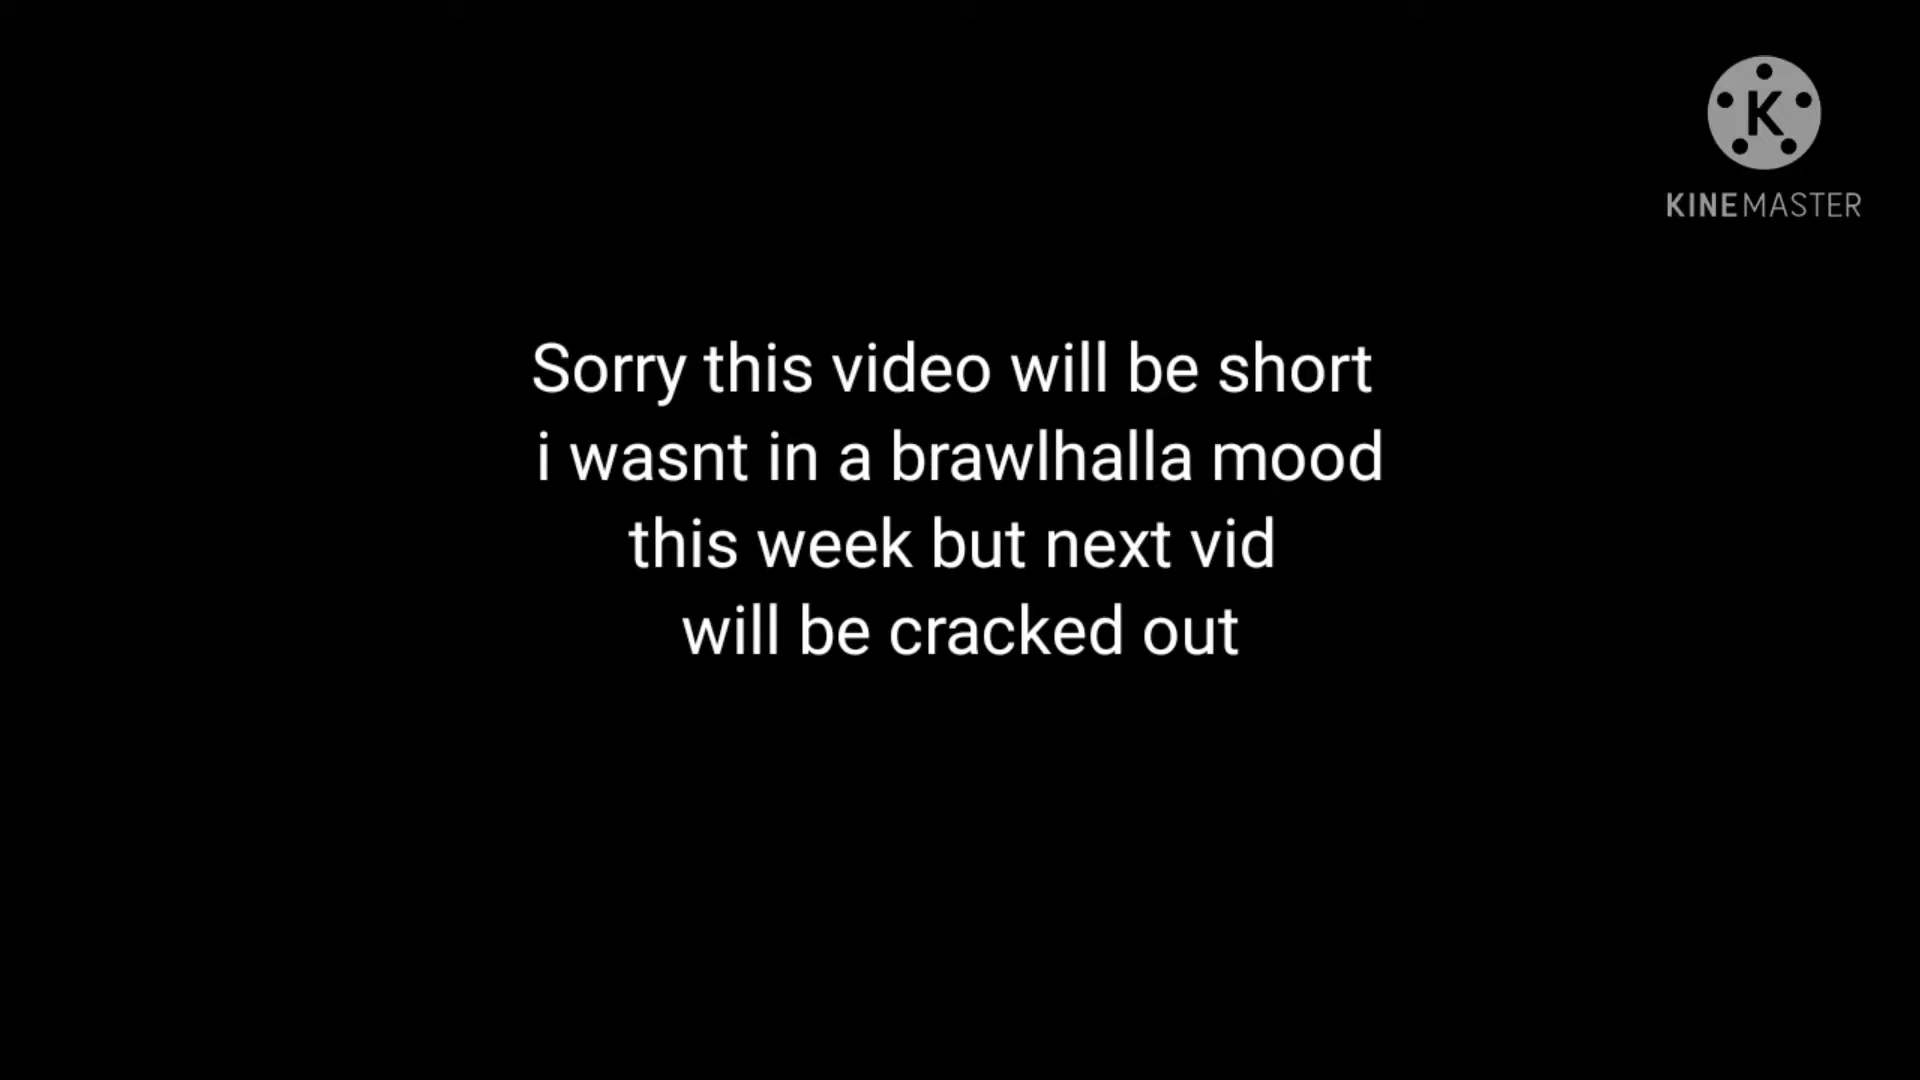 K
KINEMASTER
Sorry this video will be short
i wasnt in a brawlhalla mood
this week but next vid
will be cracked out